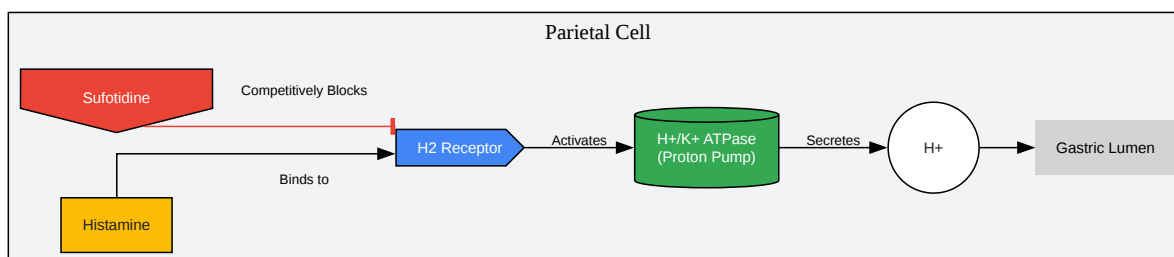 Parietal Cell
Sufotidine
Competitively Blocks
H2 Receptor
Activates
H+/K+ ATPase
(Proton Pump)
Secretes
H+
Gastric Lumen
Binds to
Histamine